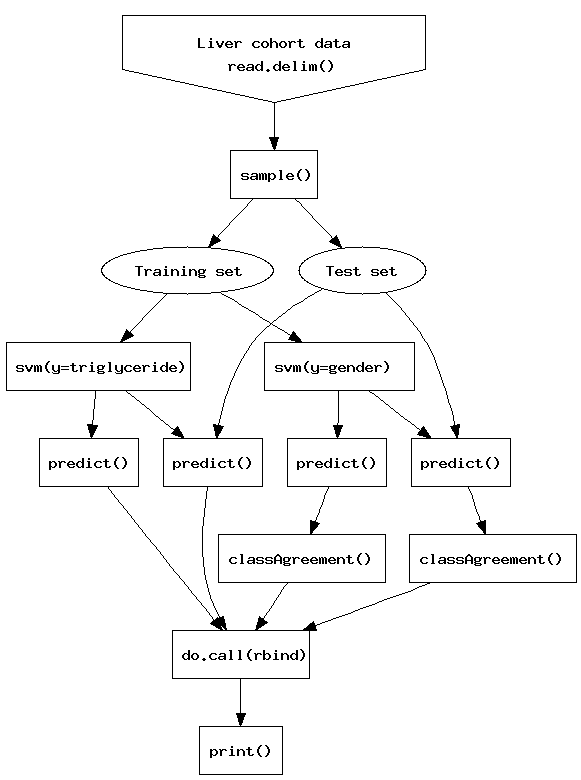 Liver cohort data
read.delim()
sample()
Training set
Test set
svm(y=triglyceride)
svm(y=gender)
predict()
predict()
predict()
predict()
classAgreement()
classAgreement()
do.call(rbind)
print()